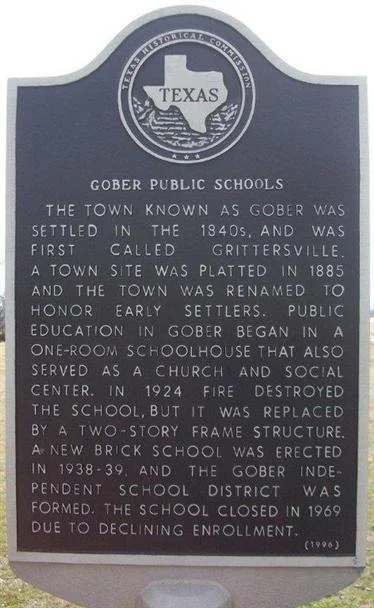 TEXAS HISTORICAL COMMISSION
TEXAS
GOBER PUBLIC SCHOOLS
THE TOWN KNOWN AS GOBER WAS
SETTLED IN THE 1840s, AND WAS
FIRST CALLED GRITTERSVILLE.
A TOWN SITE WAS PLATTED IN 1885
AND THE TOWN WAS RENAMED TO
HONOR EARLY SETTLERS. PUBLIC
EDUCATION IN GOBER BEGAN IN A
ONE-ROOM SCHOOLHOUSE THAT ALSO
SERVED AS A CHURCH AND SOCIAL
CENTER. IN 1924 FIRE DESTROYED
THE SCHOOL, BUT IT WAS REPLACED
BY A TWO-STORY FRAME STRUCTURE.
A NEW BRICK SCHOOL WAS ERECTED
IN 1938-39, AND THE GOBER INDE-
PENDENT SCHOOL DISTRICT WAS
FORMED. THE SCHOOL CLOSED IN 1969
DUE TO DECLINING ENROLLMENT.
(1996)